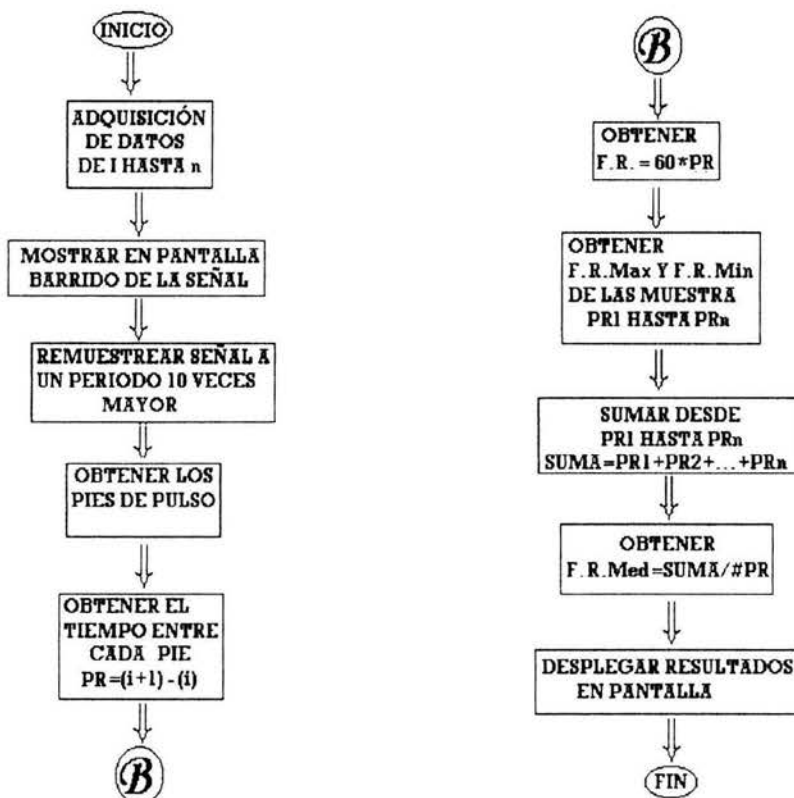 INICIO
ADQUISICIÓN
DE DATOS
DE I HASTA n
MOSTRAR EN PANTALLA
BARRIDO DE LA SEÑAL
REMUESTREAR SEÑAL A
UN PERIODO 10 VECES
MAYOR
OBTENER LOS
PIES DE PULSO
OBTENER EL
TIEMPO ENTRE
CADA PIE
PR=(i+1)-(i)
B
B
OBTENER
F.R. = 60*PR
OBTENER
F.R.Max Y F.R.Min
DE LAS MUESTRA
PR1 HASTA PRn
SUMAR DESDE
PR1 HASTA PRn
SUMA=PR1+PR2+...+PRn
OBTENER
F.R.Med=SUMA/#PR
DESPLEGAR RESULTADOS
EN PANTALLA
FIN